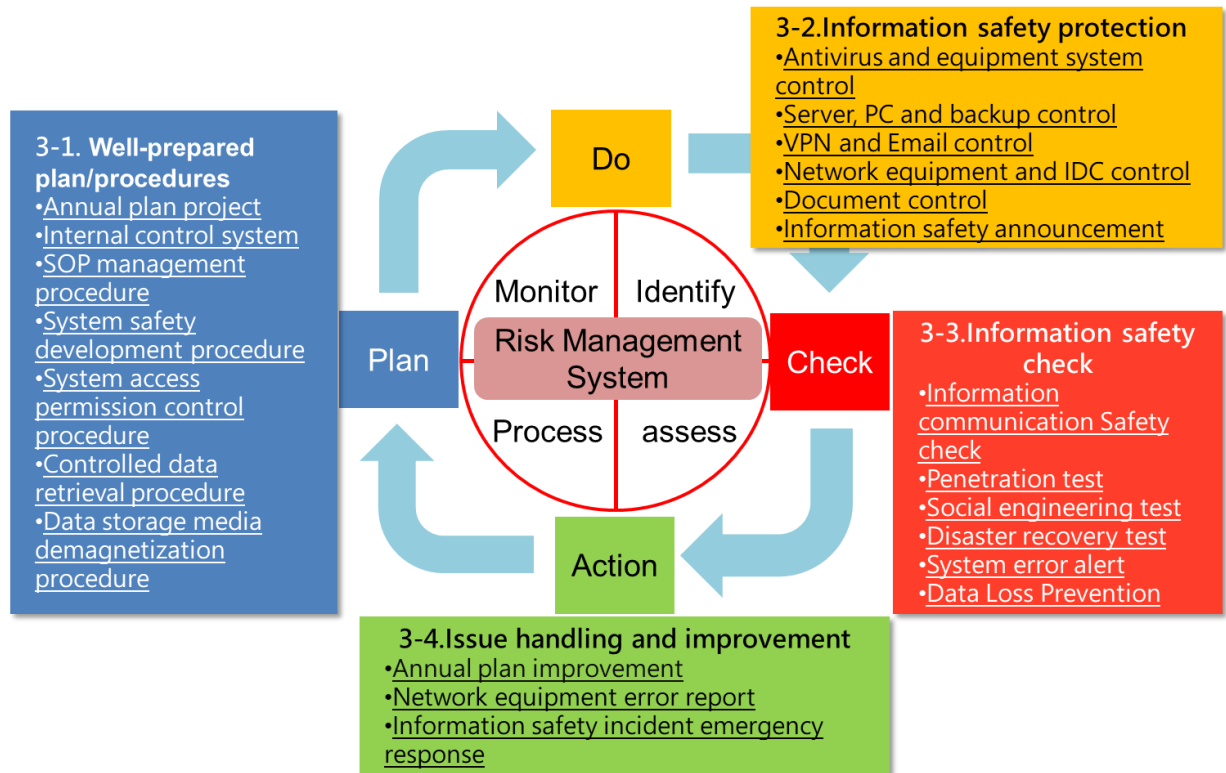 3-1. Well-prepared
plan/procedures
•Annual plan project
•Internal control system
•SOP management
procedure
•System safety
development procedure
•System access
permission control
procedure
•Controlled data
retrieval procedure
•Data storage media
demagnetization
procedure
Do
3-2.Information safety protection
•Antivirus and equipment system
control
•Server, PC and backup control
•VPN and Email control
•Network equipment and IDC control
•Document control
•Information safety announcement
Plan
Monitor
Identify
Risk Management
System
Process
assess
Check
3-3.Information safety
check
•Information
communication Safety
check
•Penetration test
•Social engineering test
•Disaster recovery test
•System error alert
•Data Loss Prevention
Action
3-4.Issue handling and improvement
•Annual plan improvement
•Network equipment error report
•Information safety incident emergency
response